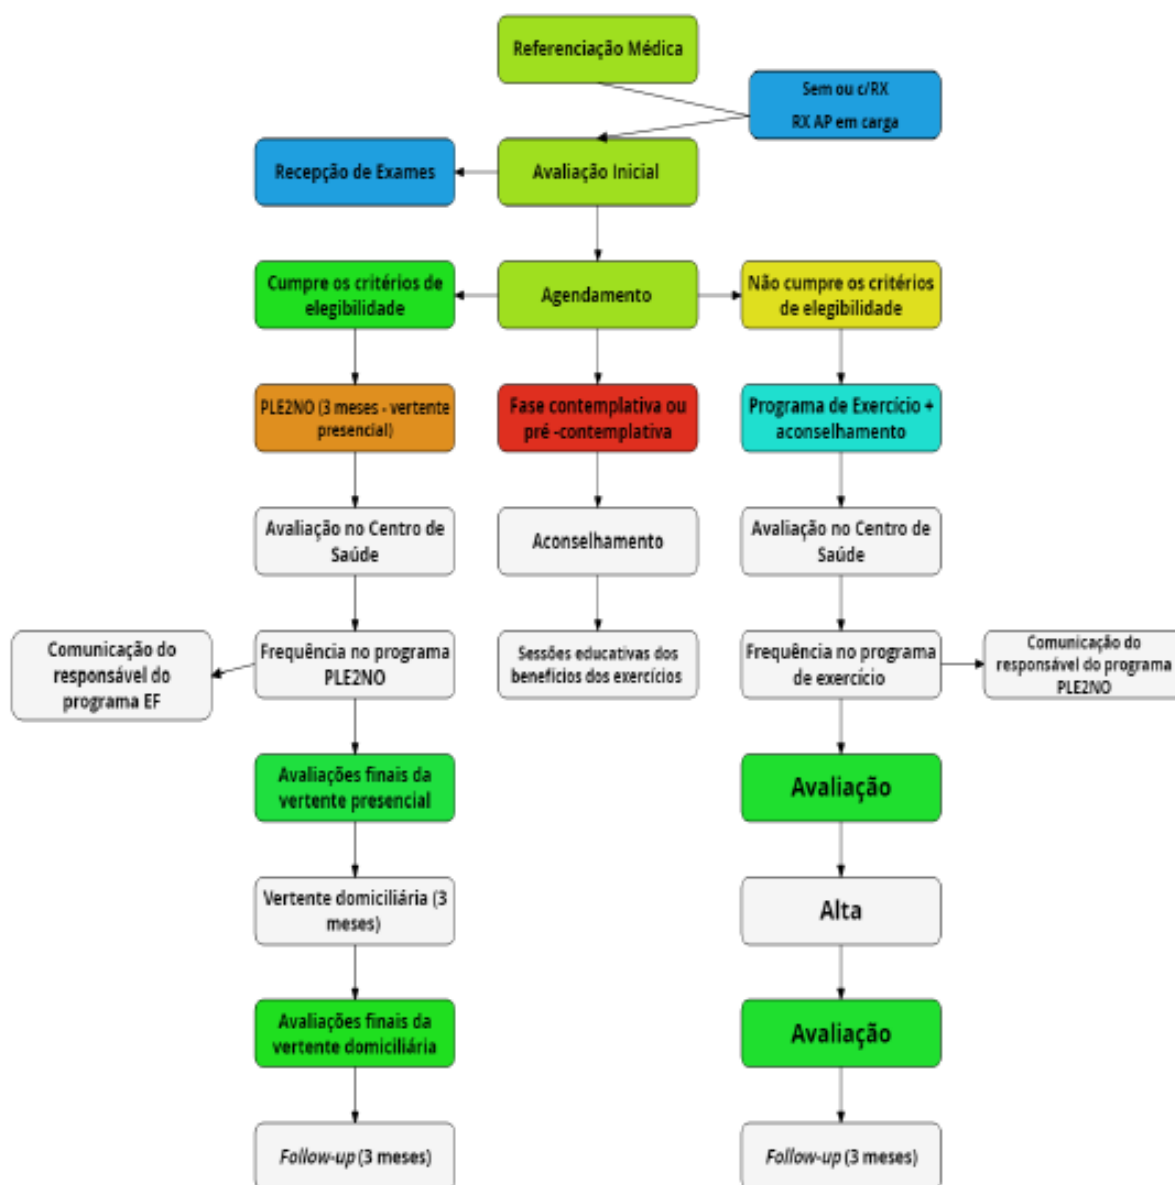 Referenciação Médica
Sem ou c/RX
RX AP em carga
Recepção de Exames
Avaliação Inicial
Cumpre os critérios de
elegibilidade
Agendamento
Não cumpre os critérios
de elegibilidade
PLE2NO (3 meses - vertente
presencial)
Fase contemplativa ou
pré -contemplativa
Programa de Exercício +
aconselhamento
Avaliação no Centro de
Saúde
Aconselhamento
Avaliação no Centro de
Saúde
Comunicação do
responsável do
programa EF
Frequência no programa
PLE2NO
Sessões educativas dos
benefícios dos exercícios
Frequência no programa
de exercício
Comunicação do
responsável do programa
PLE2NO
Avaliações finais da
vertente presencial
Avaliação
Vertente domiciliária (3
meses)
Alta
Avaliações finais da
vertente domiciliária
Avaliação
Follow-up (3 meses)
Follow-up (3 meses)